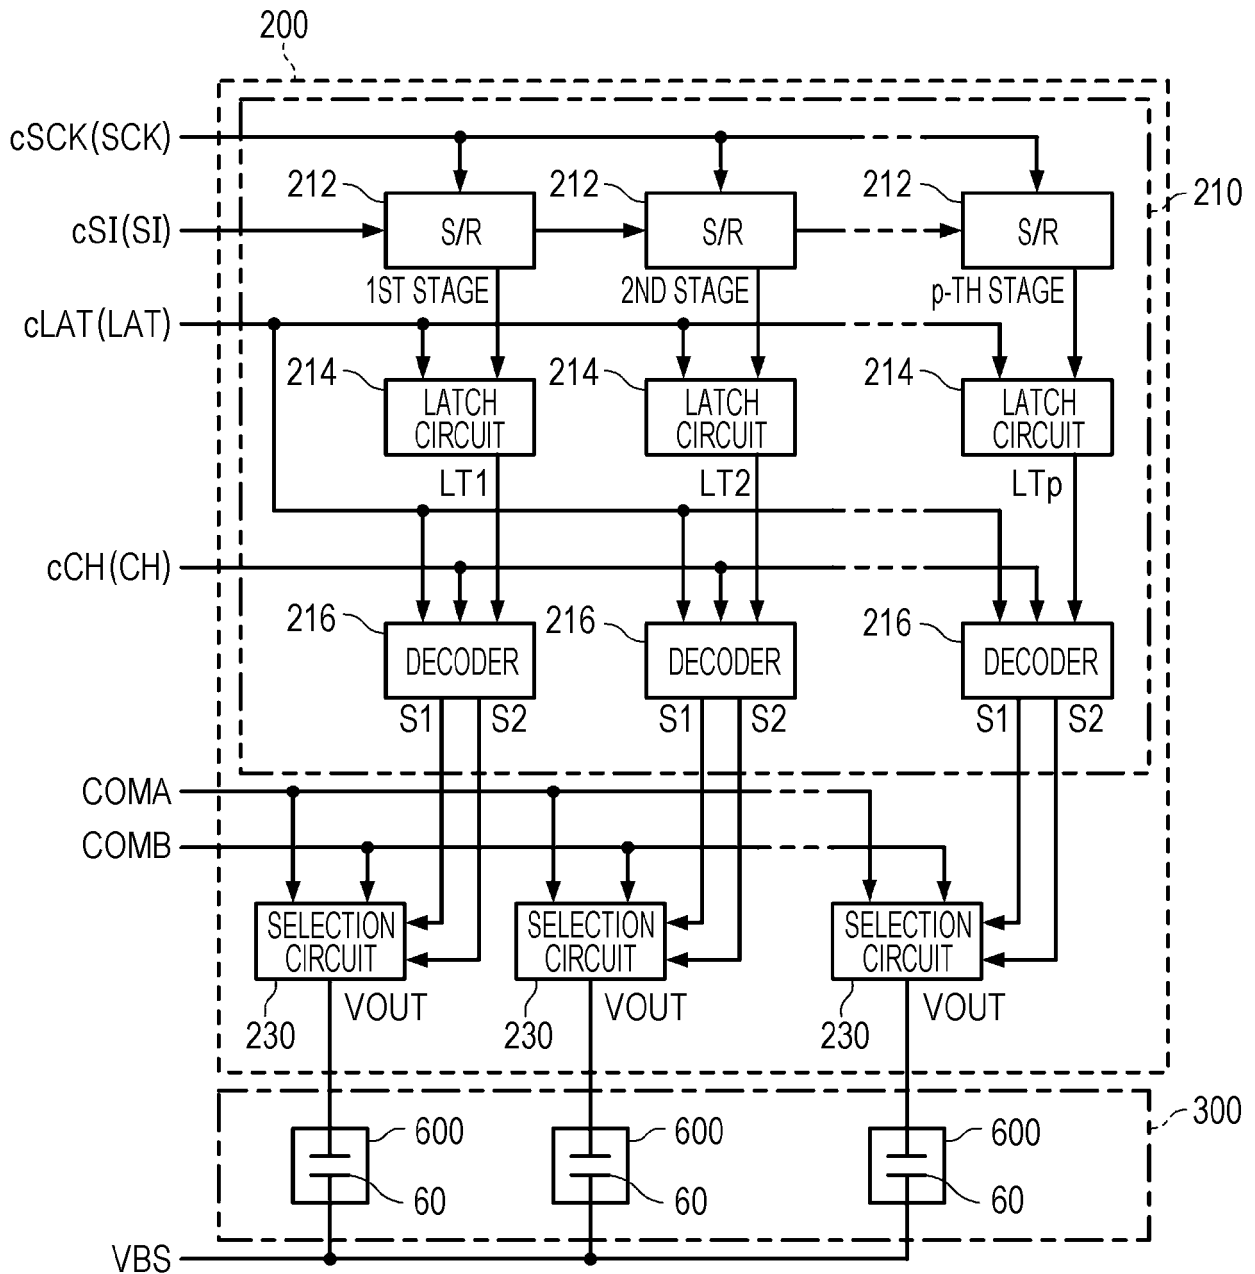 200
cSCK(SCK)
212 212 212 210
cSI(SI) S/R S/R S/R
1ST STAGE 2ND STAGE p-TH STAGE
cLAT(LAT)
214 214 214
LATCH CIRCUIT LATCH CIRCUIT LATCH CIRCUIT
LT1 LT2 LTp
cCH(CH)
216 216 216
DECODER DECODER DECODER
S1 S2 S1 S2 S1 S2
COMA
COMB
SELECTION CIRCUIT SELECTION CIRCUIT SELECTION CIRCUIT
230 VOUT 230 VOUT 230 VOUT
300
600 600 600
60 60 60
VBS